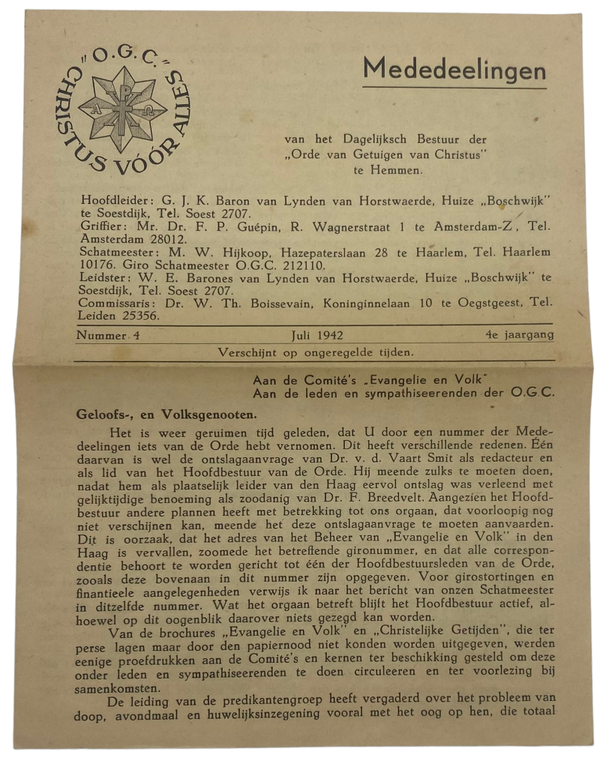 „O.G.C."
CHRISTUS VÓÓR ALLES
P
A Ω
Mededeelingen
van het Dagelijksch Bestuur der
„Orde van Getuigen van Christus"
te Hemmen.
Hoofdleider: G. J. K. Baron van Lynden van Horstwaerde, Huize „Boschwijk"
te Soestdijk, Tel. Soest 2707.
Griffier: Mr. Dr. F. P. Guépin, R. Wagnerstraat 1 te Amsterdam-Z, Tel.
Amsterdam 28012.
Schatmeester: M. W. Hijkoop, Hazepaterslaan 28 te Haarlem, Tel. Haarlem
10176. Giro Schatmeester O.G.C. 212110.
Leidster: W. E. Barones van Lynden van Horstwaerde, Huize „Boschwijk" te
Soestdijk, Tel. Soest 2707.
Commissaris: Dr. W. Th. Boissevain, Koninginnelaan 10 te Oegstgeest, Tel.
Leiden 25356.
Nummer 4 Juli 1942 4e jaargang
Verschijnt op ongeregelde tijden.
Aan de Comité's „Evangelie en Volk"
Aan de leden en sympathiseerenden der O.G.C.
Geloofs-, en Volksgenooten.
Het is weer geruimen tijd geleden, dat U door een nummer der Mede-
deelingen iets van de Orde hebt vernomen. Dit heeft verschillende redenen. Één
daarvan is wel de ontslagaanvrage van Dr. v. d. Vaart Smit als redacteur en
als lid van het Hoofdbestuur van de Orde. Hij meende zulks te moeten doen,
nadat hem als plaatselijk leider van den Haag eervol ontslag was verleend met
gelijktijdige benoeming als zoodanig van Dr. F. Breedvelt. Aangezien het Hoofd-
bestuur andere plannen heeft met betrekking tot ons orgaan, dat voorloopig nog
niet verschijnen kan, meende het deze ontslagaanvrage te moeten aanvaarden.
Dit is oorzaak, dat het adres van het Beheer van „Evangelie en Volk" in den
Haag is vervallen, zoomede het betreffende gironummer, en dat alle correspon-
dentie behoort te worden gericht tot één der Hoofdbestuursleden van de Orde,
zooals deze bovenaan in dit nummer zijn opgegeven. Voor girostortingen en
finantieele aangelegenheden verwijs ik naar het bericht van onzen Schatmeester
in ditzelfde nummer. Wat het orgaan betreft blijft het Hoofdbestuur actief, al-
hoewel op dit oogenblik daarover niets gezegd kan worden.
Van de brochures „Evangelie en Volk" en „Christelijke Getijden", die ter
perse lagen maar door den papiernood niet konden worden uitgegeven, werden
eenige proefdrukken aan de Comité's en kernen ter beschikking gesteld om deze
onder leden en sympathiseerenden te doen circuleeren en ter voorlezing bij
samenkomsten.
De leiding van de predikantengroep heeft vergaderd over het probleem van
doop, avondmaal en huwelijksinzegening vooral met het oog op hen, die totaal